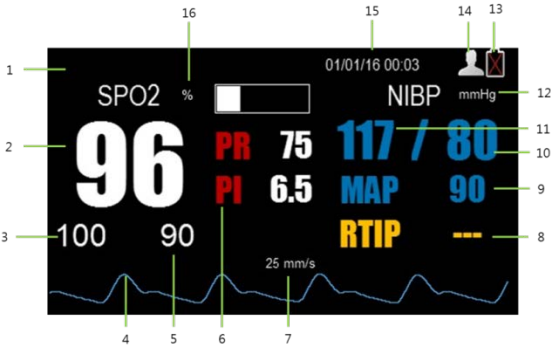 16 15 14 13
1 01/01/16 00:03
SPO2 % NIBP mmHg 12
2 96 PR 75 117 / 80 11
10
PI 6.5 MAP 90 9
3 100 90 RTIP --- 8
25 mm/s
4 5 6 7